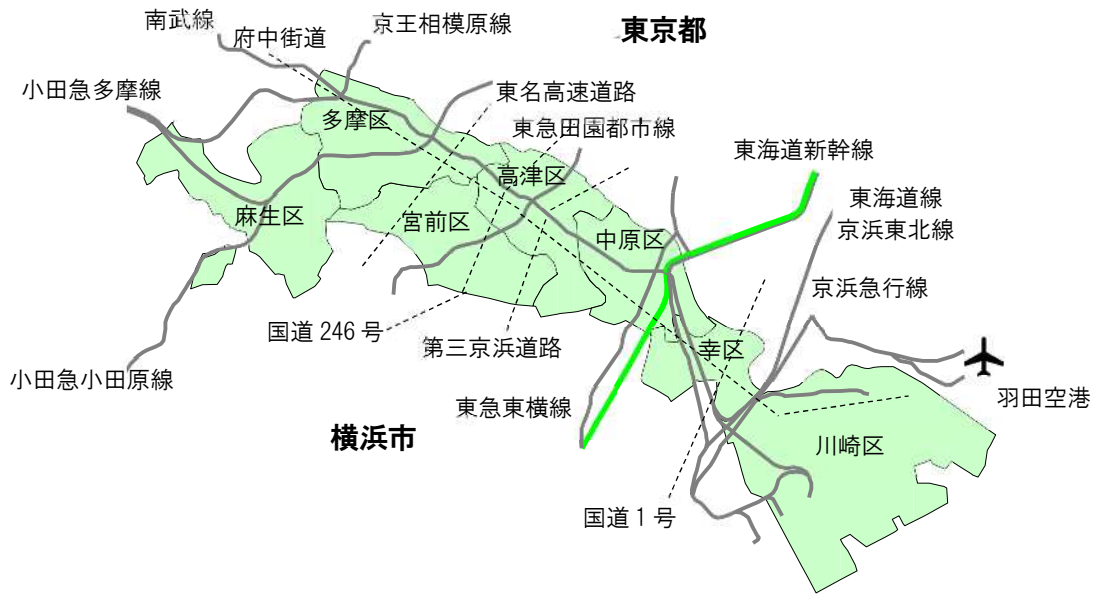 南武線
京王相模原線
東京都
府中街道
小田急多摩線
東名高速道路
多摩区
東急田園都市線
東海道新幹線
高津区
東海道線
麻生区
宮前区
中原区
京浜東北線
京浜急行線
国道 246 号
第三京浜道路
幸区
小田急小田原線
羽田空港
東急東横線
横浜市
川崎区
国道 1 号